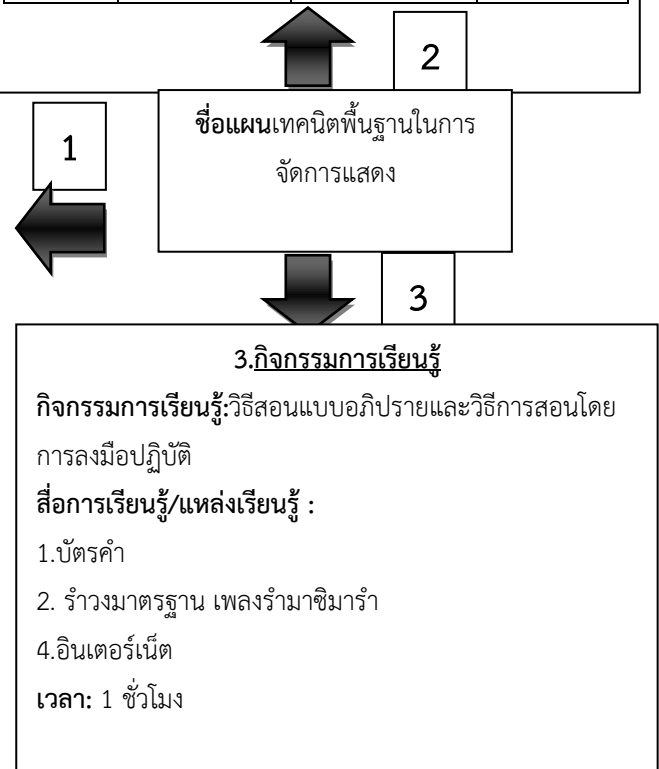 2
1
ชื่อแผนเทคนิตพื้นฐานในการ
จัดการแสดง
3
3.กิจกรรมการเรียนรู้
กิจกรรมการเรียนรู้:วิธีสอนแบบอภิปรายและวิธีการสอนโดย
การลงมือปฏิบัติ
สื่อการเรียนรู้/แหล่งเรียนรู้ :
1.บัตรคำ
2. รำวงมาตรฐาน เพลงรำมาซิมารำ
4.อินเตอร์เน็ต
เวลา: 1 ชั่วโมง